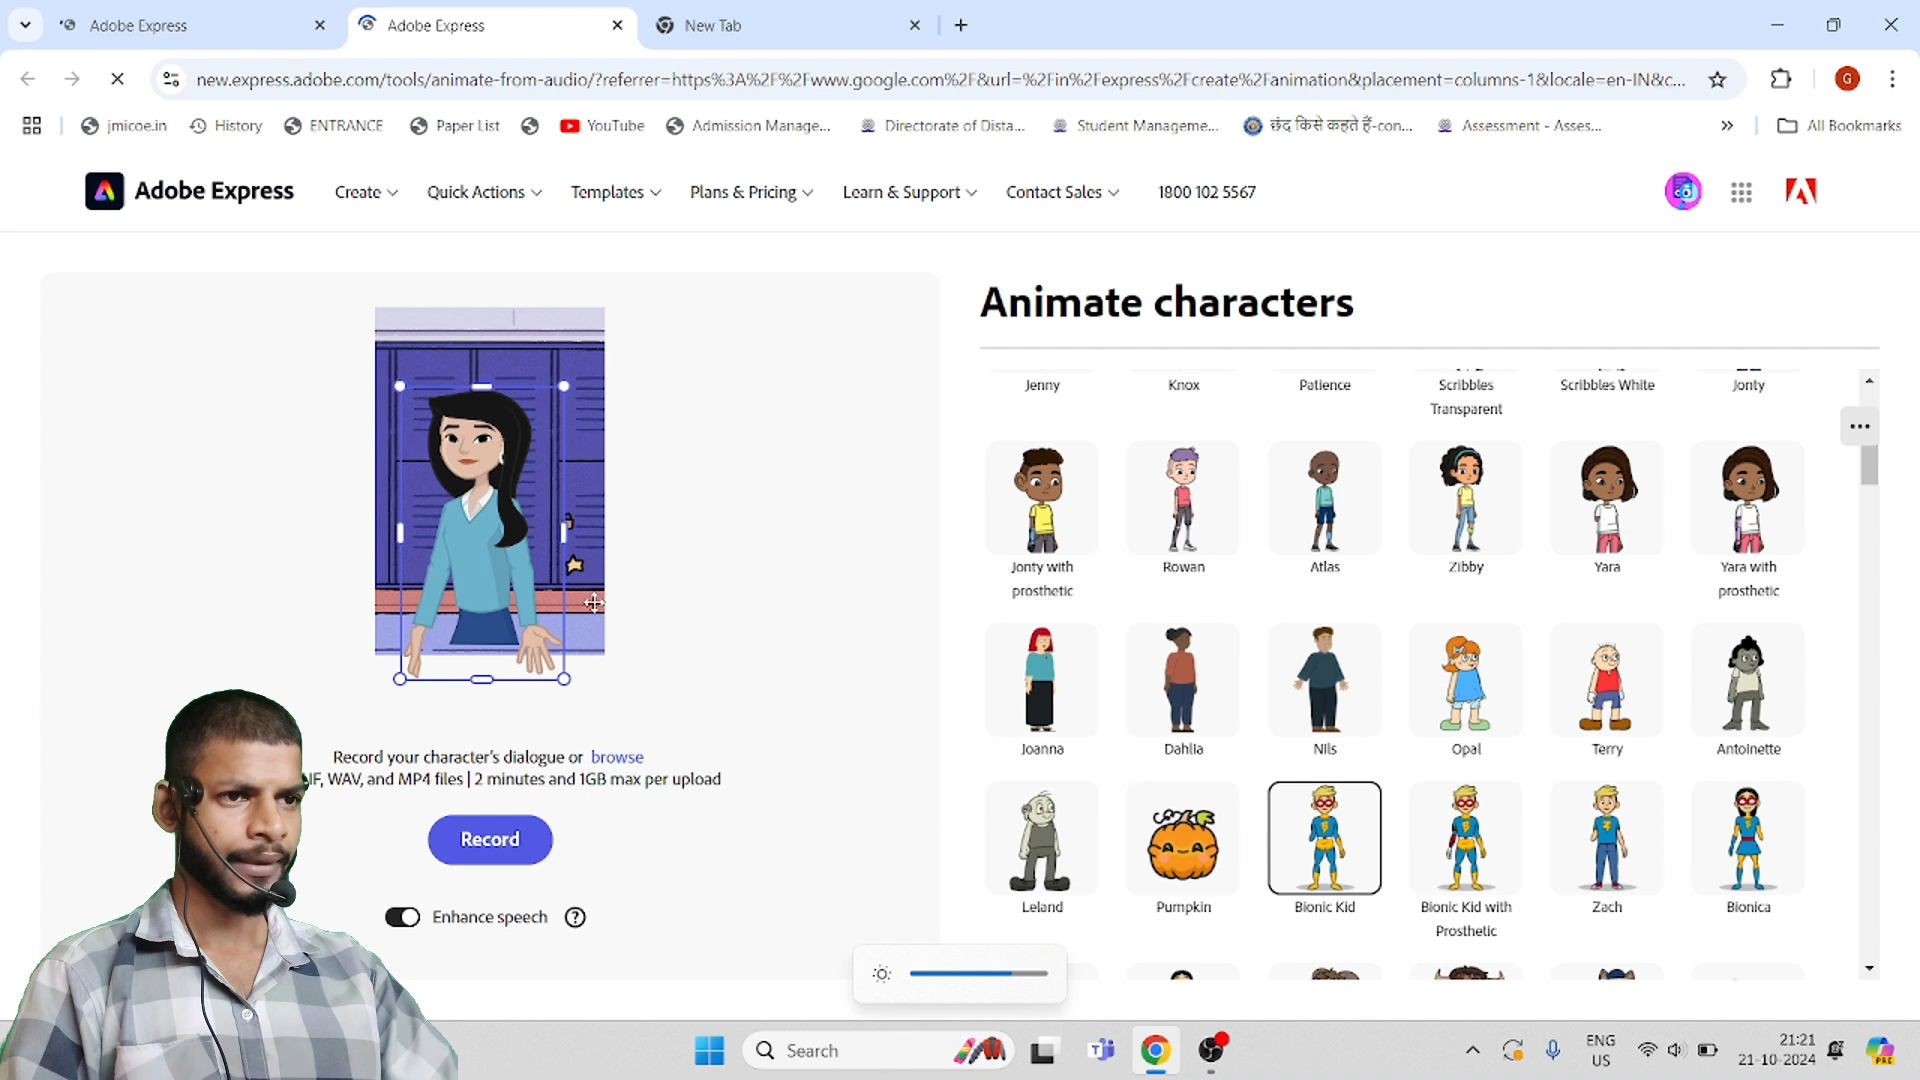 Adobe Express
Adobe Express
New Tab
new.express.adobe.com/tools/animate-from-audio/?referrer=https%3A%2F%2Fwww.google.com%2F&url=%2Fin%2Fexpress%2Fcreate%2Fanimation&placement=columns-1&locale=en-IN&c...
G
jmicoe.in
History
ENTRANCE
Paper List
YouTube
Admission Manage...
Directorate of Dista...
Student Manageme...
छंद किसे कहते हैं-con...
Assessment - Asses...
All Bookmarks
Adobe Express
Create
Quick Actions
Templates
Plans & Pricing
Learn & Support
Contact Sales
1800 102 5567
Animate characters
Jenny
Knox
Patience
Scribbles
Transparent
Scribbles White
Jonty
Jonty with
prosthetic
Rowan
Atlas
Zibby
Yara
Yara with
prosthetic
Joanna
Dahlia
Nils
Opal
Terry
Antoinette
Leland
Pumpkin
Bionic Kid
Bionic Kid with
Prosthetic
Zach
Bionica
Record your character's dialogue or browse
WAV, and MP4 files | 2 minutes and 1GB max per upload
Record
Enhance speech
Search
ENG
US
21:21
21-10-2024
PRE